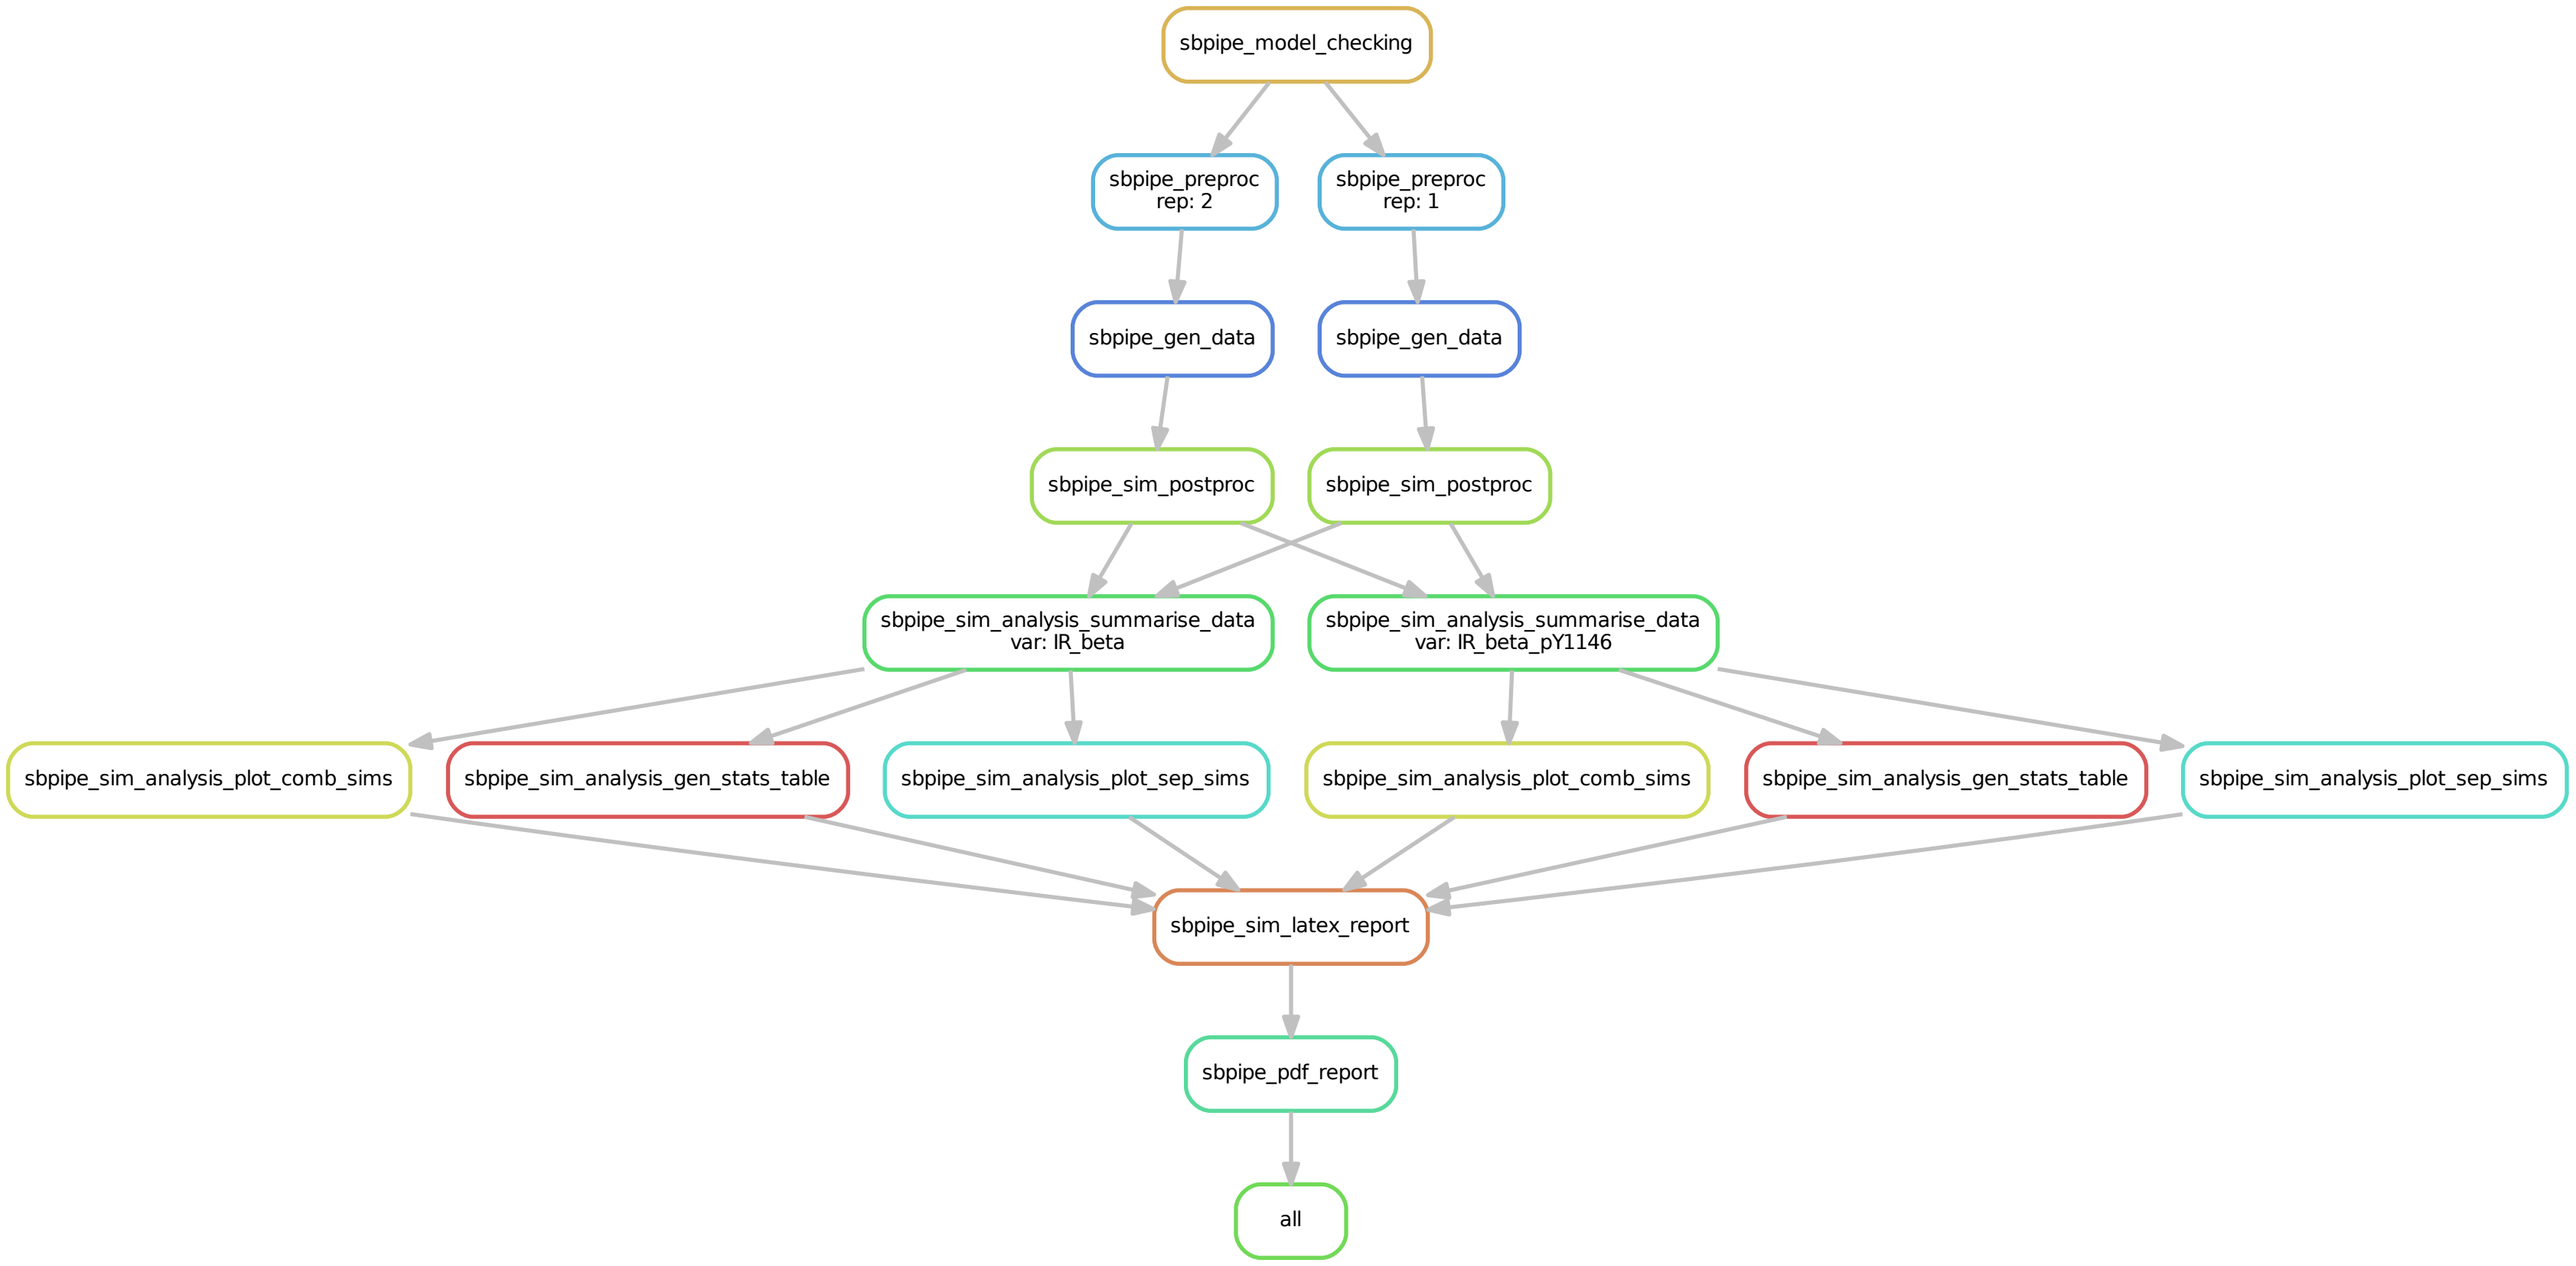 sbpipe_model_checking
sbpipe_preproc
rep: 2
sbpipe_preproc
rep: 1
sbpipe_gen_data
sbpipe_gen_data
sbpipe_sim_postproc
sbpipe_sim_postproc
sbpipe_sim_analysis_summarise_data
var: IR_beta
sbpipe_sim_analysis_summarise_data
var: IR_beta_pY1146
sbpipe_sim_analysis_plot_comb_sims
sbpipe_sim_analysis_gen_stats_table
sbpipe_sim_analysis_plot_sep_sims
sbpipe_sim_analysis_plot_comb_sims
sbpipe_sim_analysis_gen_stats_table
sbpipe_sim_analysis_plot_sep_sims
sbpipe_sim_latex_report
sbpipe_pdf_report
all